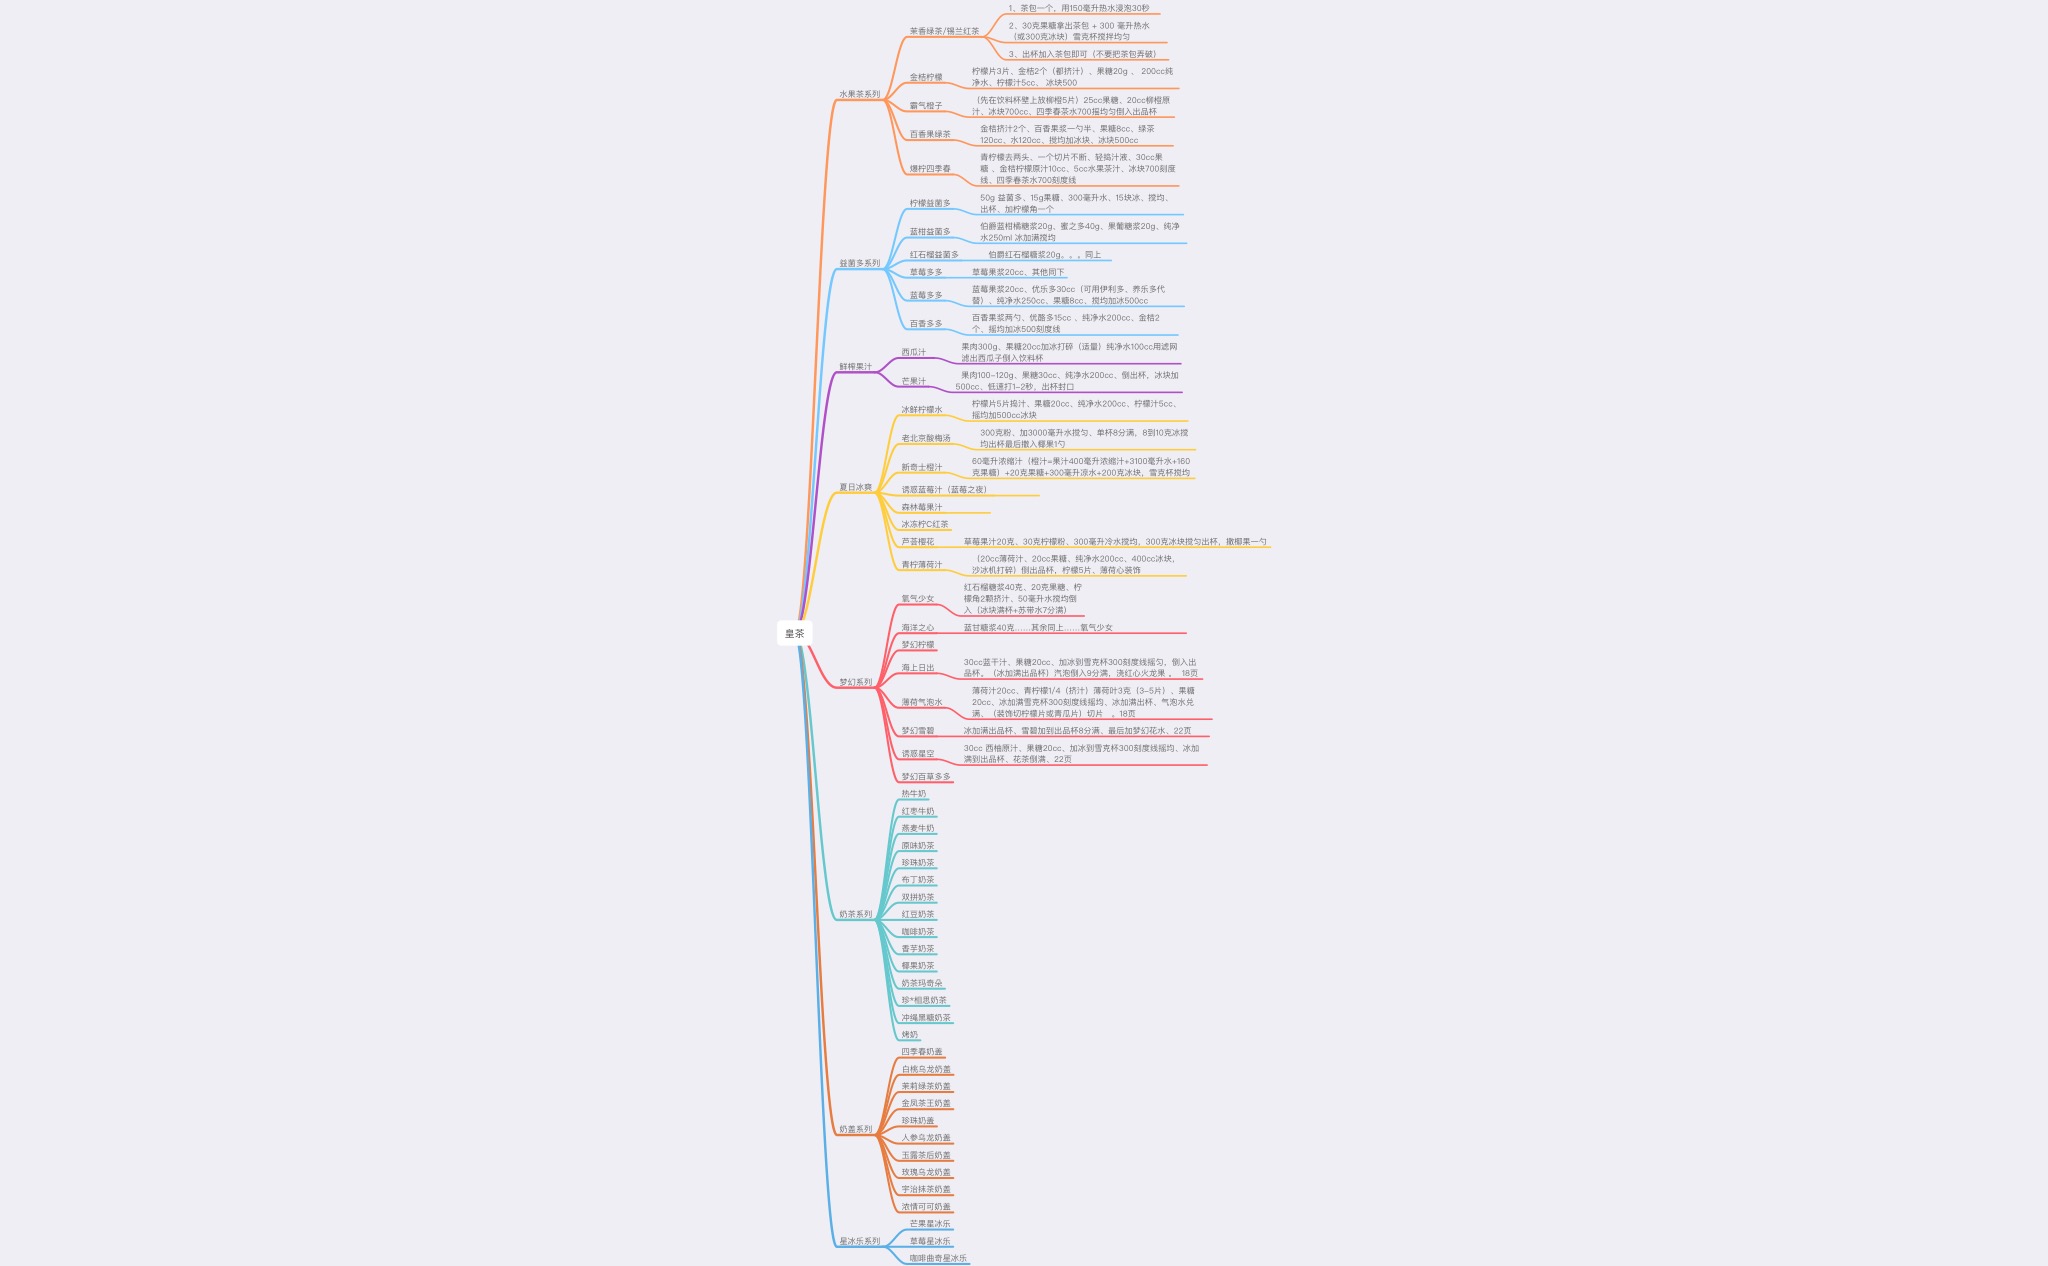 皇茶
水果茶系列
茉香绿茶/锡兰红茶
1、茶包一个，用150毫升热水浸泡30秒
2、30克果糖拿出茶包 + 300 毫升热水
（或300克冰块）雪克杯搅拌均匀
3、出杯加入茶包即可（不要把茶包弄破）
金桔柠檬
柠檬片3片、金桔2个（都挤汁）、果糖20g 、 200cc纯
净水、柠檬汁5cc、 冰块500
霸气橙子
（先在饮料杯壁上放柳橙5片）25cc果糖、20cc柳橙原
汁、冰块700cc、四季春茶水700摇均匀倒入出品杯
百香果绿茶
金桔挤汁2个、百香果浆一勺半、果糖8cc、绿茶
120cc、水120cc、搅均加冰块、冰块500cc
爆柠四季春
青柠檬去两头、一个切片不断、轻捣汁液、30cc果
糖 、金桔柠檬原汁10cc、5cc水果茶汁、冰块700刻度
线、四季春茶水700刻度线
益菌多系列
柠檬益菌多
50g 益菌多、15g果糖、300毫升水、15块冰、搅均、
出杯、加柠檬角一个
蓝柑益菌多
伯爵蓝柑橘糖浆20g、蜜之多40g、果葡糖浆20g、纯净
水250ml 冰加满搅均
红石榴益菌多
伯爵红石榴糖浆20g。。。同上
草莓多多
草莓果浆20cc、其他同下
蓝莓多多
蓝莓果浆20cc、优乐多30cc（可用伊利多、养乐多代
替）、纯净水250cc、果糖8cc、搅均加冰500cc
百香多多
百香果浆两勺、优酪多15cc 、纯净水200cc、金桔2
个、摇均加冰500刻度线
鲜榨果汁
西瓜汁
果肉300g、果糖20cc加冰打碎（适量）纯净水100cc用滤网
滤出西瓜子倒入饮料杯
芒果汁
果肉100-120g、果糖30cc、纯净水200cc、倒出杯，冰块加
500cc、低速打1-2秒，出杯封口
夏日冰爽
冰鲜柠檬水
柠檬片5片捣汁、果糖20cc、纯净水200cc、柠檬汁5cc、
摇均加500cc冰块
老北京酸梅汤
300克粉、加3000毫升水搅匀、单杯8分满，8到10克冰搅
均出杯最后撒入椰果1勺
新奇士橙汁
60毫升浓缩汁（橙汁=果汁400毫升浓缩汁+3100毫升水+160
克果糖）+20克果糖+300毫升凉水+200克冰块，雪克杯搅均
诱惑蓝莓汁（蓝莓之夜）
森林莓果汁
冰冻柠C红茶
芦荟樱花
草莓果汁20克、30克柠檬粉、300毫升冷水搅均，300克冰块搅匀出杯，撒椰果一勺
青柠薄荷汁
（20cc薄荷汁、20cc果糖、纯净水200cc、400cc冰块，
沙冰机打碎）倒出品杯，柠檬5片、薄荷心装饰
梦幻系列
氧气少女
红石榴糖浆40克、20克果糖、柠
檬角2颗挤汁、50毫升水搅均倒
入（冰块满杯+苏带水7分满）
海洋之心
蓝甘糖浆40克……其余同上……氧气少女
梦幻柠檬
海上日出
30cc蓝干汁、果糖20cc、加冰到雪克杯300刻度线摇匀，倒入出
品杯。（冰加满出品杯）汽泡倒入9分满，浇红心火龙果 。 18页
薄荷气泡水
薄荷汁20cc、青柠檬1/4（挤汁）薄荷叶3克（3-5片）、果糖
20cc、冰加满雪克杯300刻度线摇均，冰加满出杯，气泡水兑
满、（装饰切柠檬片或青瓜片）切片 。18页
梦幻雪碧
冰加满出品杯、雪碧加到出品杯8分满、最后加梦幻花水、22页
诱惑星空
30cc 西柚原汁、果糖20cc、加冰到雪克杯300刻度线摇均、冰加
满到出品杯、花茶倒满、22页
梦幻百草多多
奶茶系列
热牛奶
红枣牛奶
燕麦牛奶
原味奶茶
珍珠奶茶
布丁奶茶
双拼奶茶
红豆奶茶
咖啡奶茶
香芋奶茶
椰果奶茶
奶茶玛奇朵
珍*相思奶茶
冲绳黑糖奶茶
烤奶
奶盖系列
四季春奶盖
白桃乌龙奶盖
茉莉绿茶奶盖
金凤茶王奶盖
珍珠奶盖
人参乌龙奶盖
玉露茶后奶盖
玫瑰乌龙奶盖
宇治抹茶奶盖
浓情可可奶盖
星冰乐系列
芒果星冰乐
草莓星冰乐
咖啡曲奇星冰乐